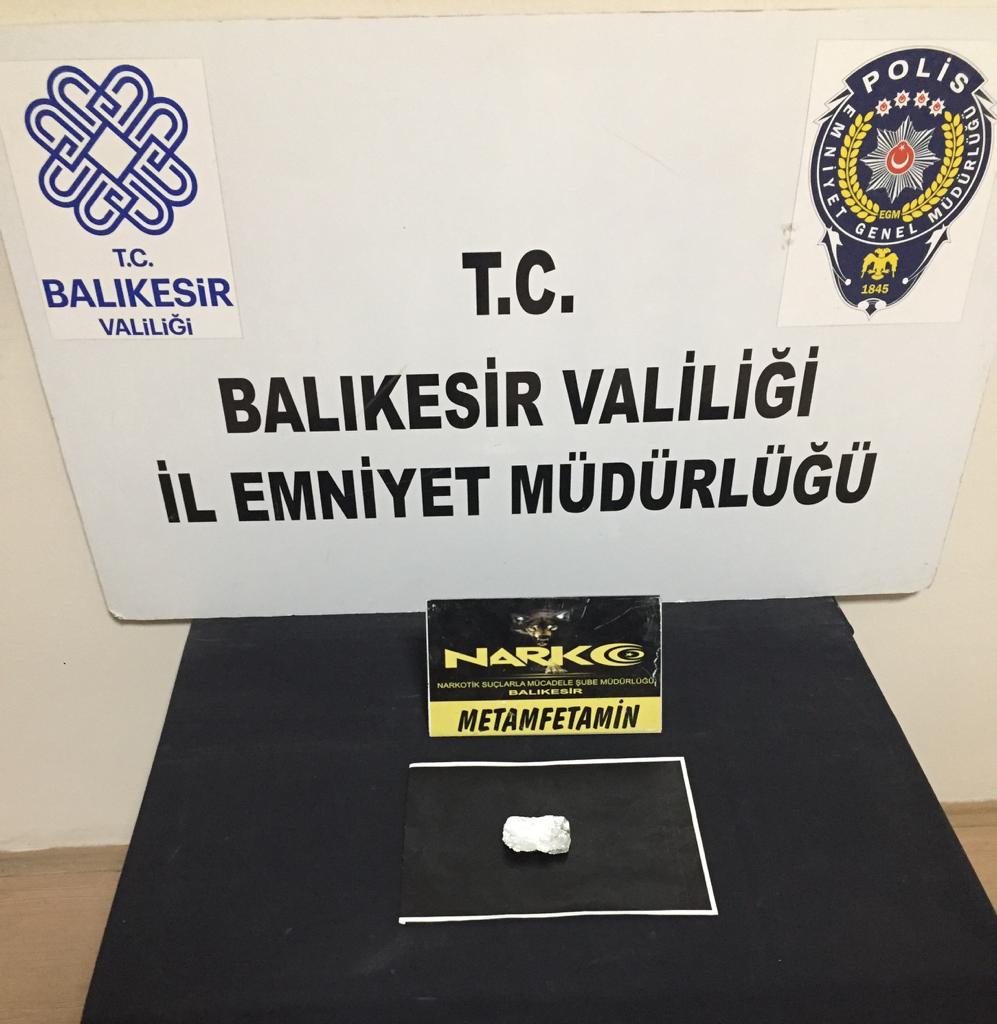 T.C.
BALIKESİR
VALİLİĞİ
POLİS
EMNİYET GENEL MÜDÜRLÜĞÜ
EGM
1845
T.C.
BALIKESİR VALİLİĞİ
İL EMNİYET MÜDÜRLÜĞÜ
NARKO
NARKOTİK SUÇLARLA MÜCADELE ŞUBE MÜDÜRLÜĞÜ
BALIKESİR
METAMFETAMİN